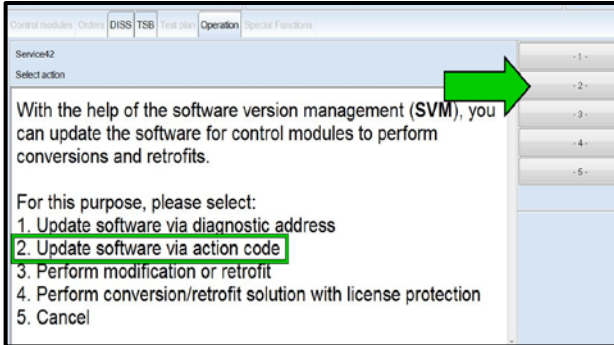 Control modules Orders DISS TSB Test plan Operation Special Functions
Service42
Select action
With the help of the software version management (SVM), you
can update the software for control modules to perform
conversions and retrofits.
For this purpose, please select:
1. Update software via diagnostic address
2. Update software via action code
3. Perform modification or retrofit
4. Perform conversion/retrofit solution with license protection
5. Cancel
- 1 -
- 2 -
- 3 -
- 4 -
- 5 -